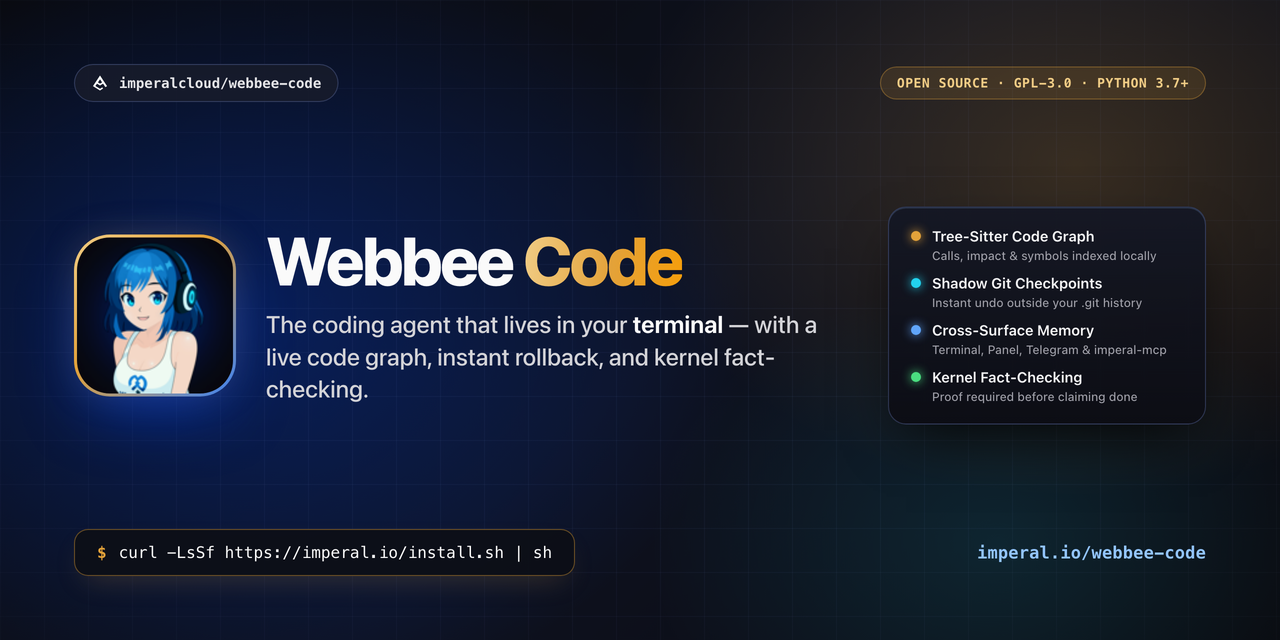 imperalcloud/webbee-code
OPEN SOURCE · GPL-3.0 · PYTHON 3.7+
Webbee Code
The coding agent that lives in your terminal — with a
live code graph, instant rollback, and kernel fact-
checking.
Tree-Sitter Code Graph
Calls, impact & symbols indexed locally
Shadow Git Checkpoints
Instant undo outside your .git history
Cross-Surface Memory
Terminal, Panel, Telegram & imperal-mcp
Kernel Fact-Checking
Proof required before claiming done
$ curl -LsSf https://imperal.io/install.sh | sh
imperal.io/webbee-code